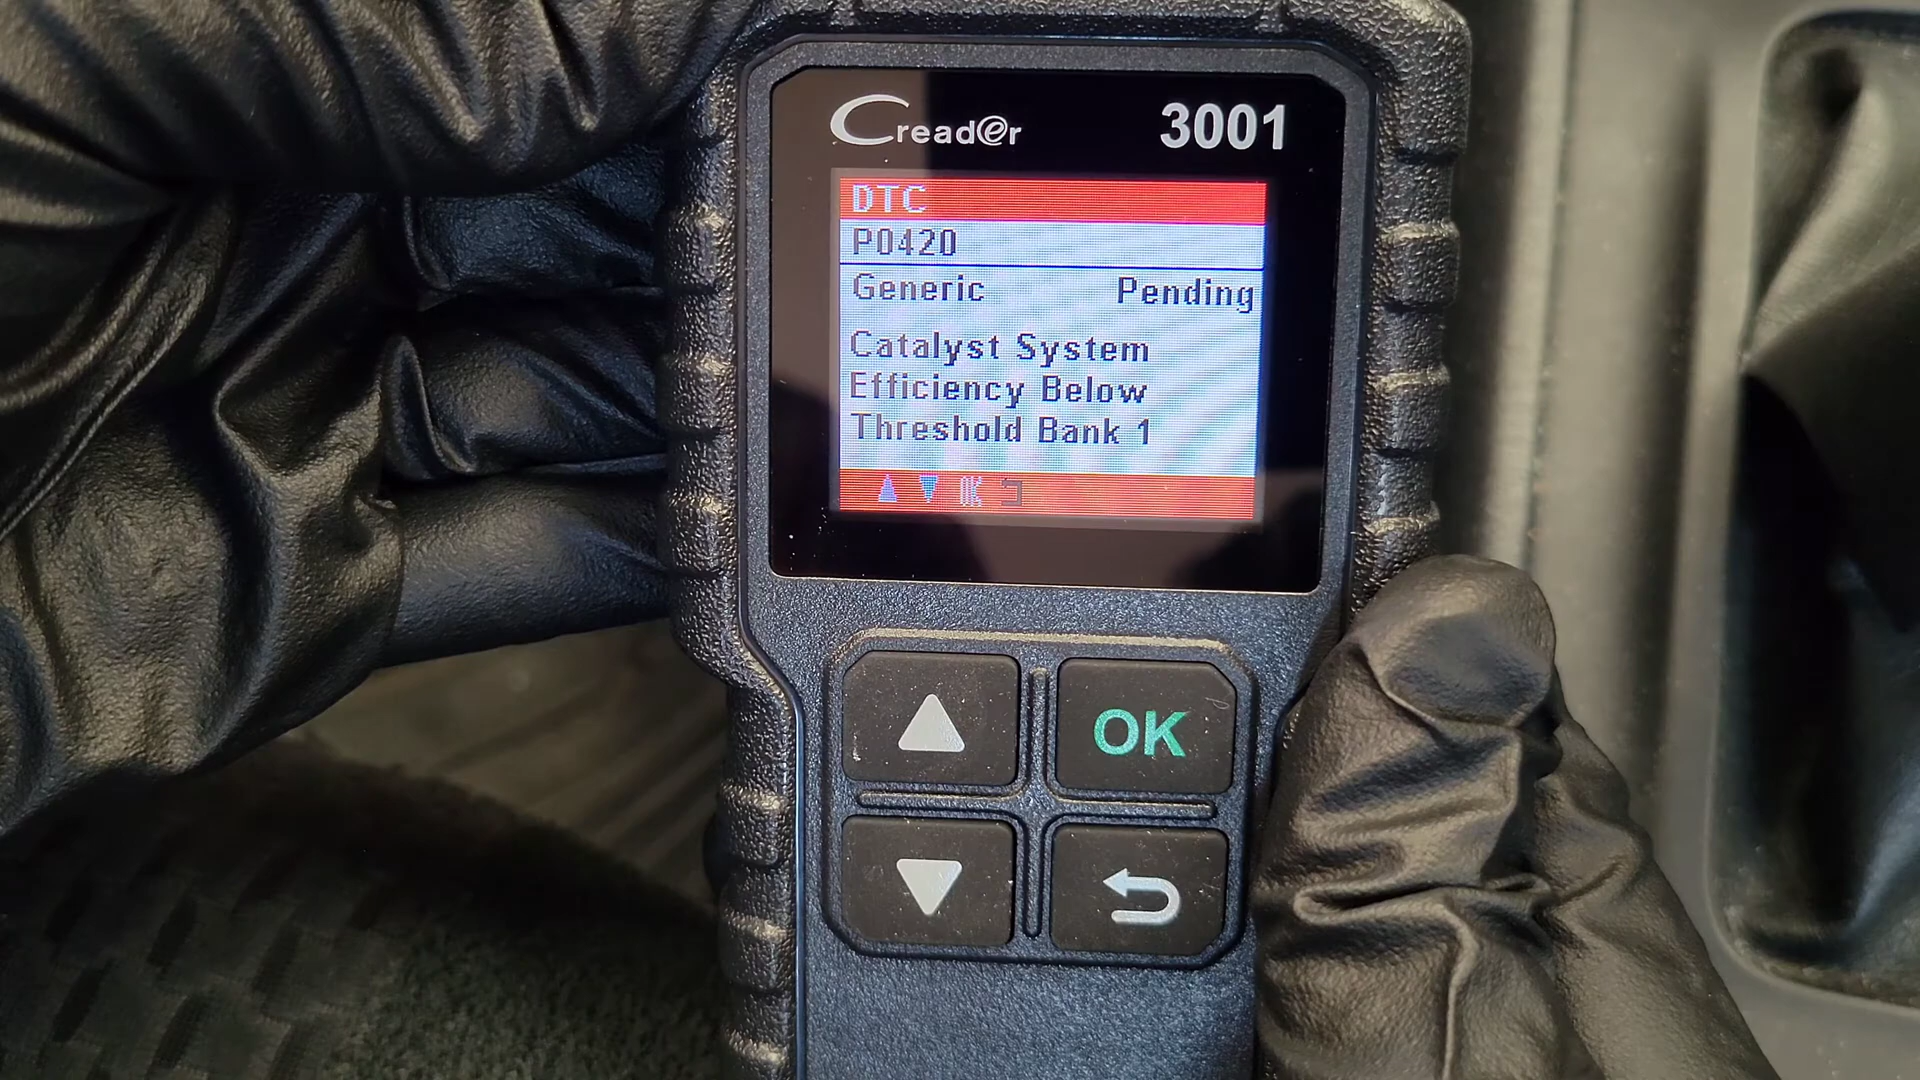 Creader 3001
DTC
P0420
Generic Pending
Catalyst System
Efficiency Below
Threshold Bank 1
OK
OK